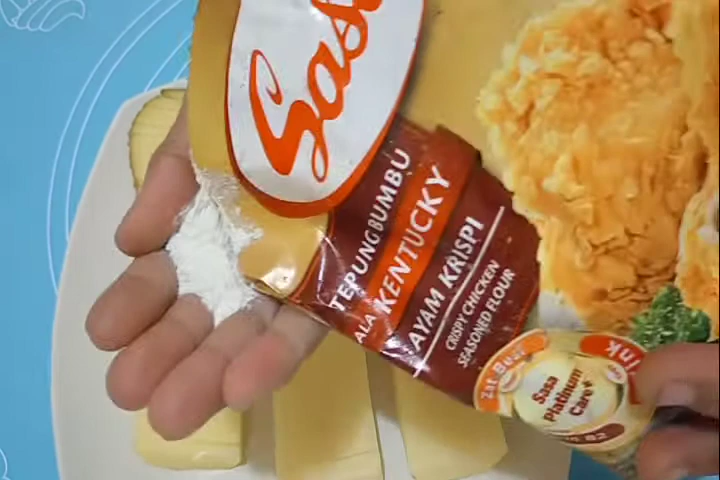 Sasa
TEPUNG BUMBU
ALA KENTUCKY
AYAM KRISPI
CRISPY CHICKEN
SEASONED FLOUR
Sasa
Platinum
Care+